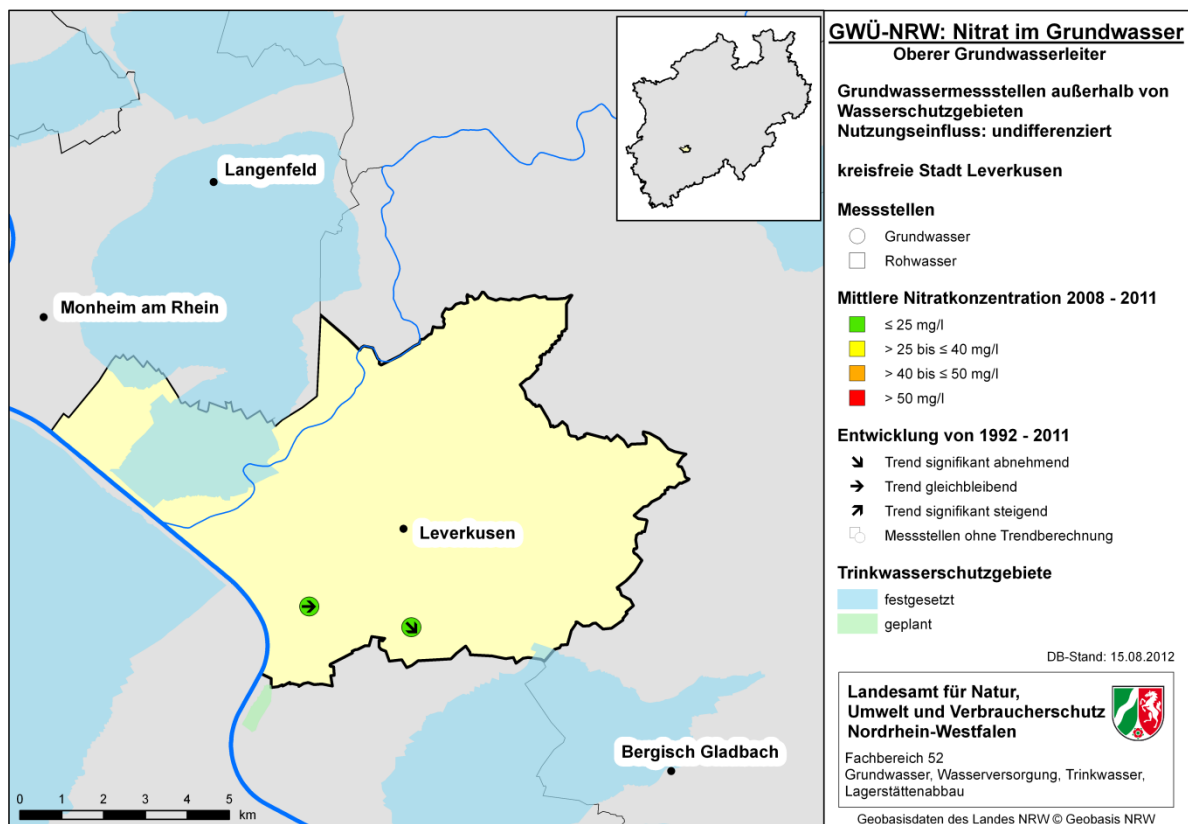 Langenfeld
Monheim am Rhein
Leverkusen
Bergisch Gladbach
0 1 2 3 4 5
km
GWÜ-NRW: Nitrat im Grundwasser
Oberer Grundwasserleiter
Grundwassermessstellen außerhalb von
Wasserschutzgebieten
Nutzungseinfluss: undifferenziert
kreisfreie Stadt Leverkusen
Messstellen
Grundwasser
Rohwasser
Mittlere Nitratkonzentration 2008 - 2011
≤ 25 mg/l
> 25 bis ≤ 40 mg/l
> 40 bis ≤ 50 mg/l
> 50 mg/l
Entwicklung von 1992 - 2011
Trend signifikant abnehmend
Trend gleichbleibend
Trend signifikant steigend
Messstellen ohne Trendberechnung
Trinkwasserschutzgebiete
festgesetzt
geplant
DB-Stand: 15.08.2012
Landesamt für Natur,
Umwelt und Verbraucherschutz
Nordrhein-Westfalen
Fachbereich 52
Grundwasser, Wasserversorgung, Trinkwasser,
Lagerstättenabbau
Geobasisdaten des Landes NRW © Geobasis NRW